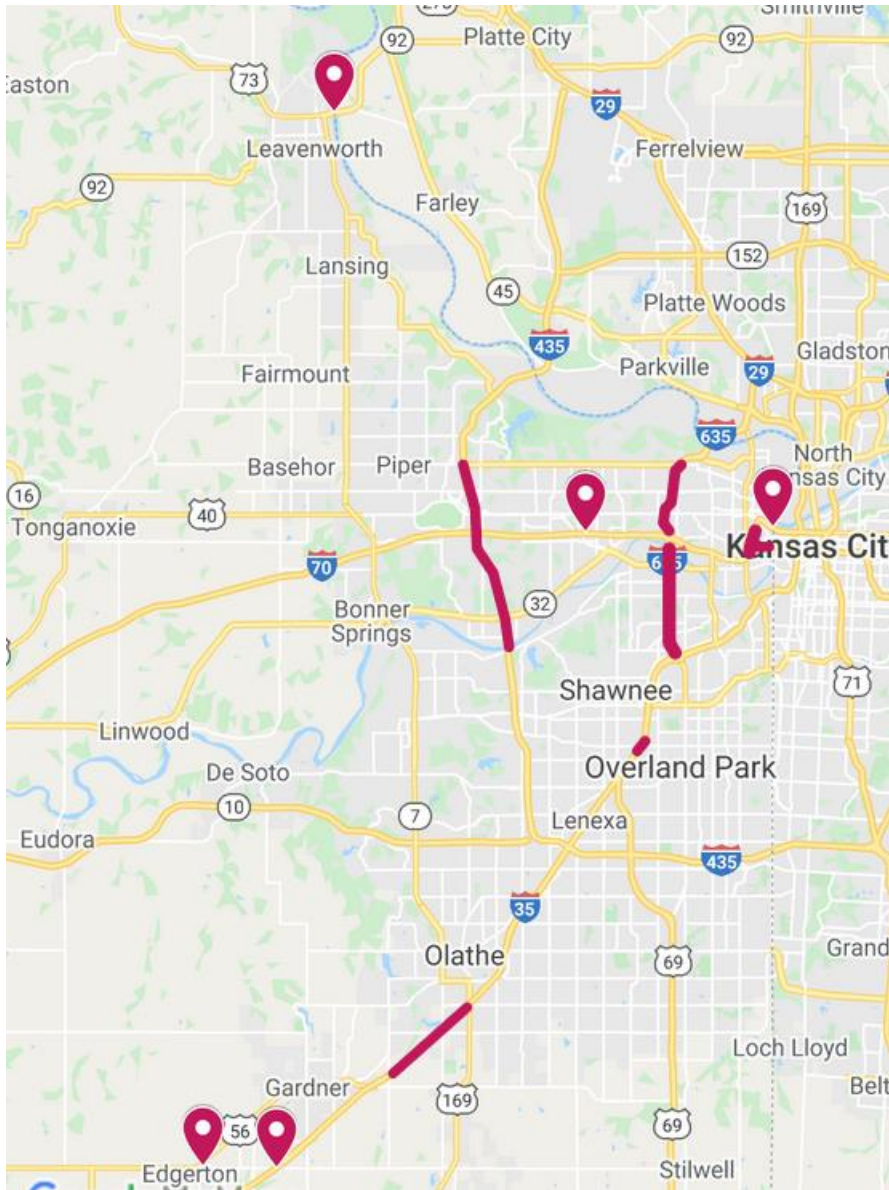 Smithville
273
Platte City
92
92
73
Easton
29
Leavenworth
Ferrelview
92
Farley
169
152
Lansing
45
Platte Woods
435
Gladston
Parkville
29
Fairmount
635
North
nsas City
Basehor
Piper
16
40
Tonganoxie
Kansas Cit
70
32
Bonner
Springs
Shawnee
71
Linwood
Overland Park
De Soto
10
7
Lenexa
Eudora
435
35
Olathe
Grand
69
Loch Lloyd
Gardner
Belt
169
56
69
Edgerton
Stilwell